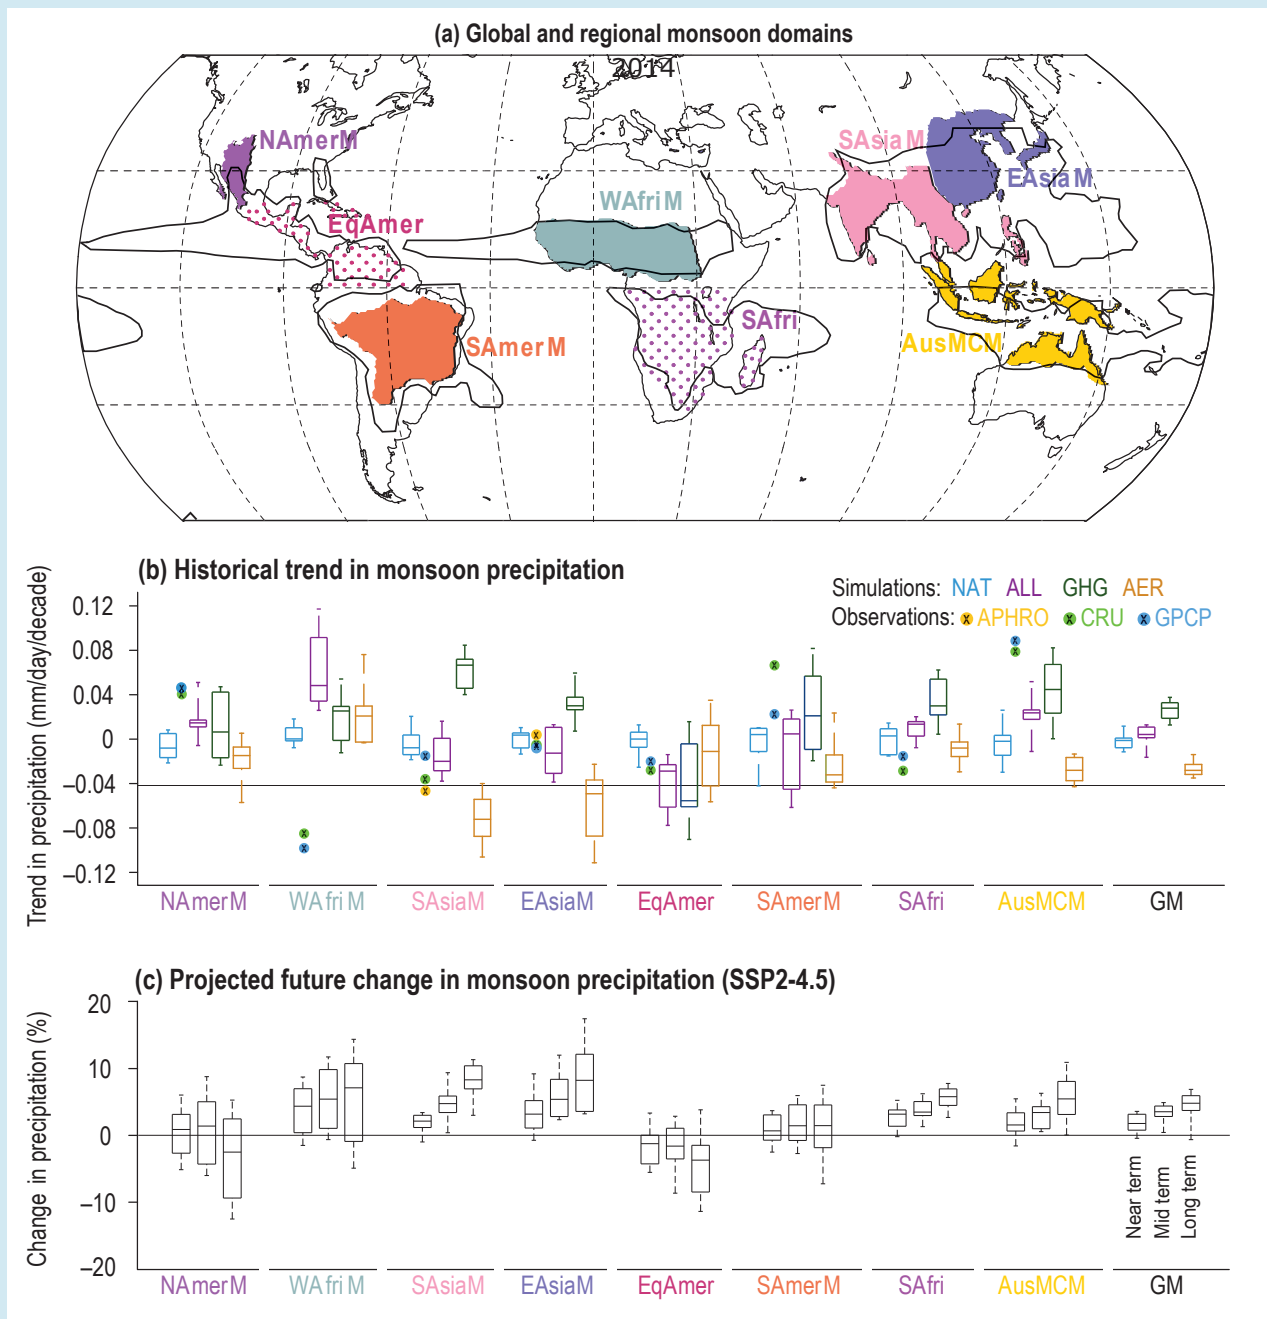 (a) Global and regional monsoon domains
2014
NAmerM
SAsiaM
EAsiaM
WAfriM
EqAmer
SAfri
SAmerM
AusMCM
(b) Historical trend in monsoon precipitation
Simulations: NAT ALL GHG AER
Observations: APHRO CRU GPCP
Trend in precipitation (mm/day/decade)
0.12
0.08
0.04
0
–0.04
–0.08
–0.12
NAmerM WAfriM SAsiaM EAsiaM EqAmer SAmerM SAfri AusMCM GM
(c) Projected future change in monsoon precipitation (SSP2-4.5)
Change in precipitation (%)
20
10
0
–10
–20
Near term
Mid term
Long term
NAmerM WAfriM SAsiaM EAsiaM EqAmer SAmerM SAfri AusMCM GM